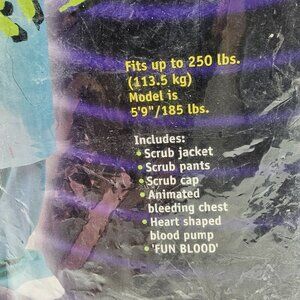 Fits up to 250 lbs.
(113.5 kg)
Model is
5'9"/185 lbs.
Includes:
• Scrub jacket
• Scrub pants
• Scrub cap
• Animated
bleeding chest
• Heart shaped
blood pump
• 'FUN BLOOD'